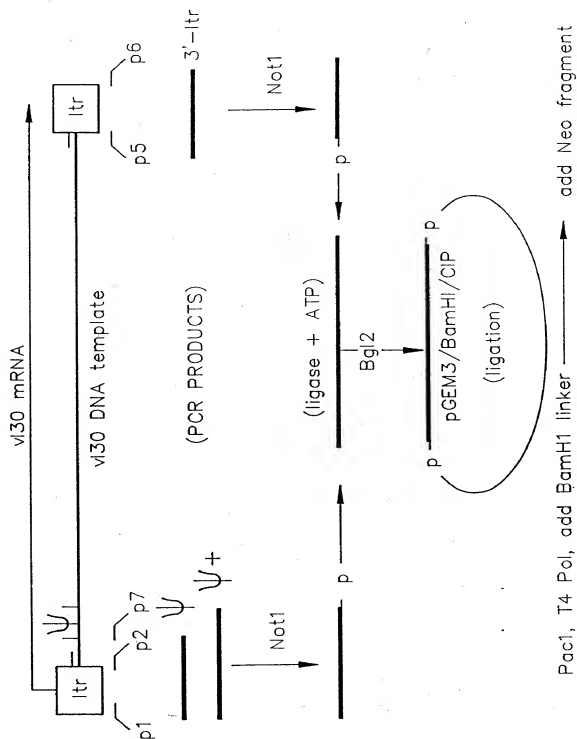 vl30 mRNA
ltr
ψ
vl30 DNA template
ltr
p1
p2
p7
p5
p6
ψ
ψ+
(PCR PRODUCTS)
3'-ltr
Not1
Not1
p
(ligase + ATP)
p
Bgl2
p
pGEM3/BamHI/CIP
p
(ligation)
Pac1, T4 Pol, add BamH1 linker
add Neo fragment